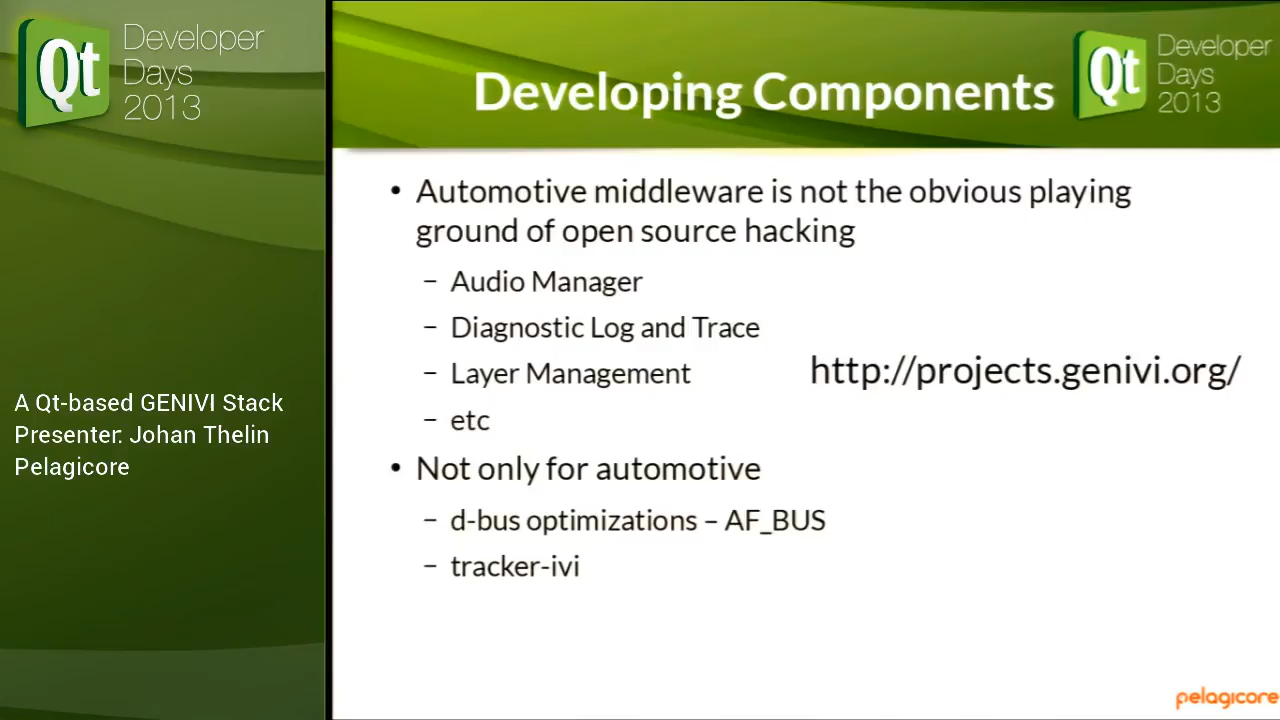 Qt Developer
Days
2013
A Qt-based GENIVI Stack
Presenter: Johan Thelin
Pelagicore
Developing Components
Qt Developer
Days
2013
• Automotive middleware is not the obvious playing
ground of open source hacking
– Audio Manager
– Diagnostic Log and Trace
– Layer Management
http://projects.genivi.org/
– etc
• Not only for automotive
– d-bus optimizations – AF_BUS
– tracker-ivi
pelagicore